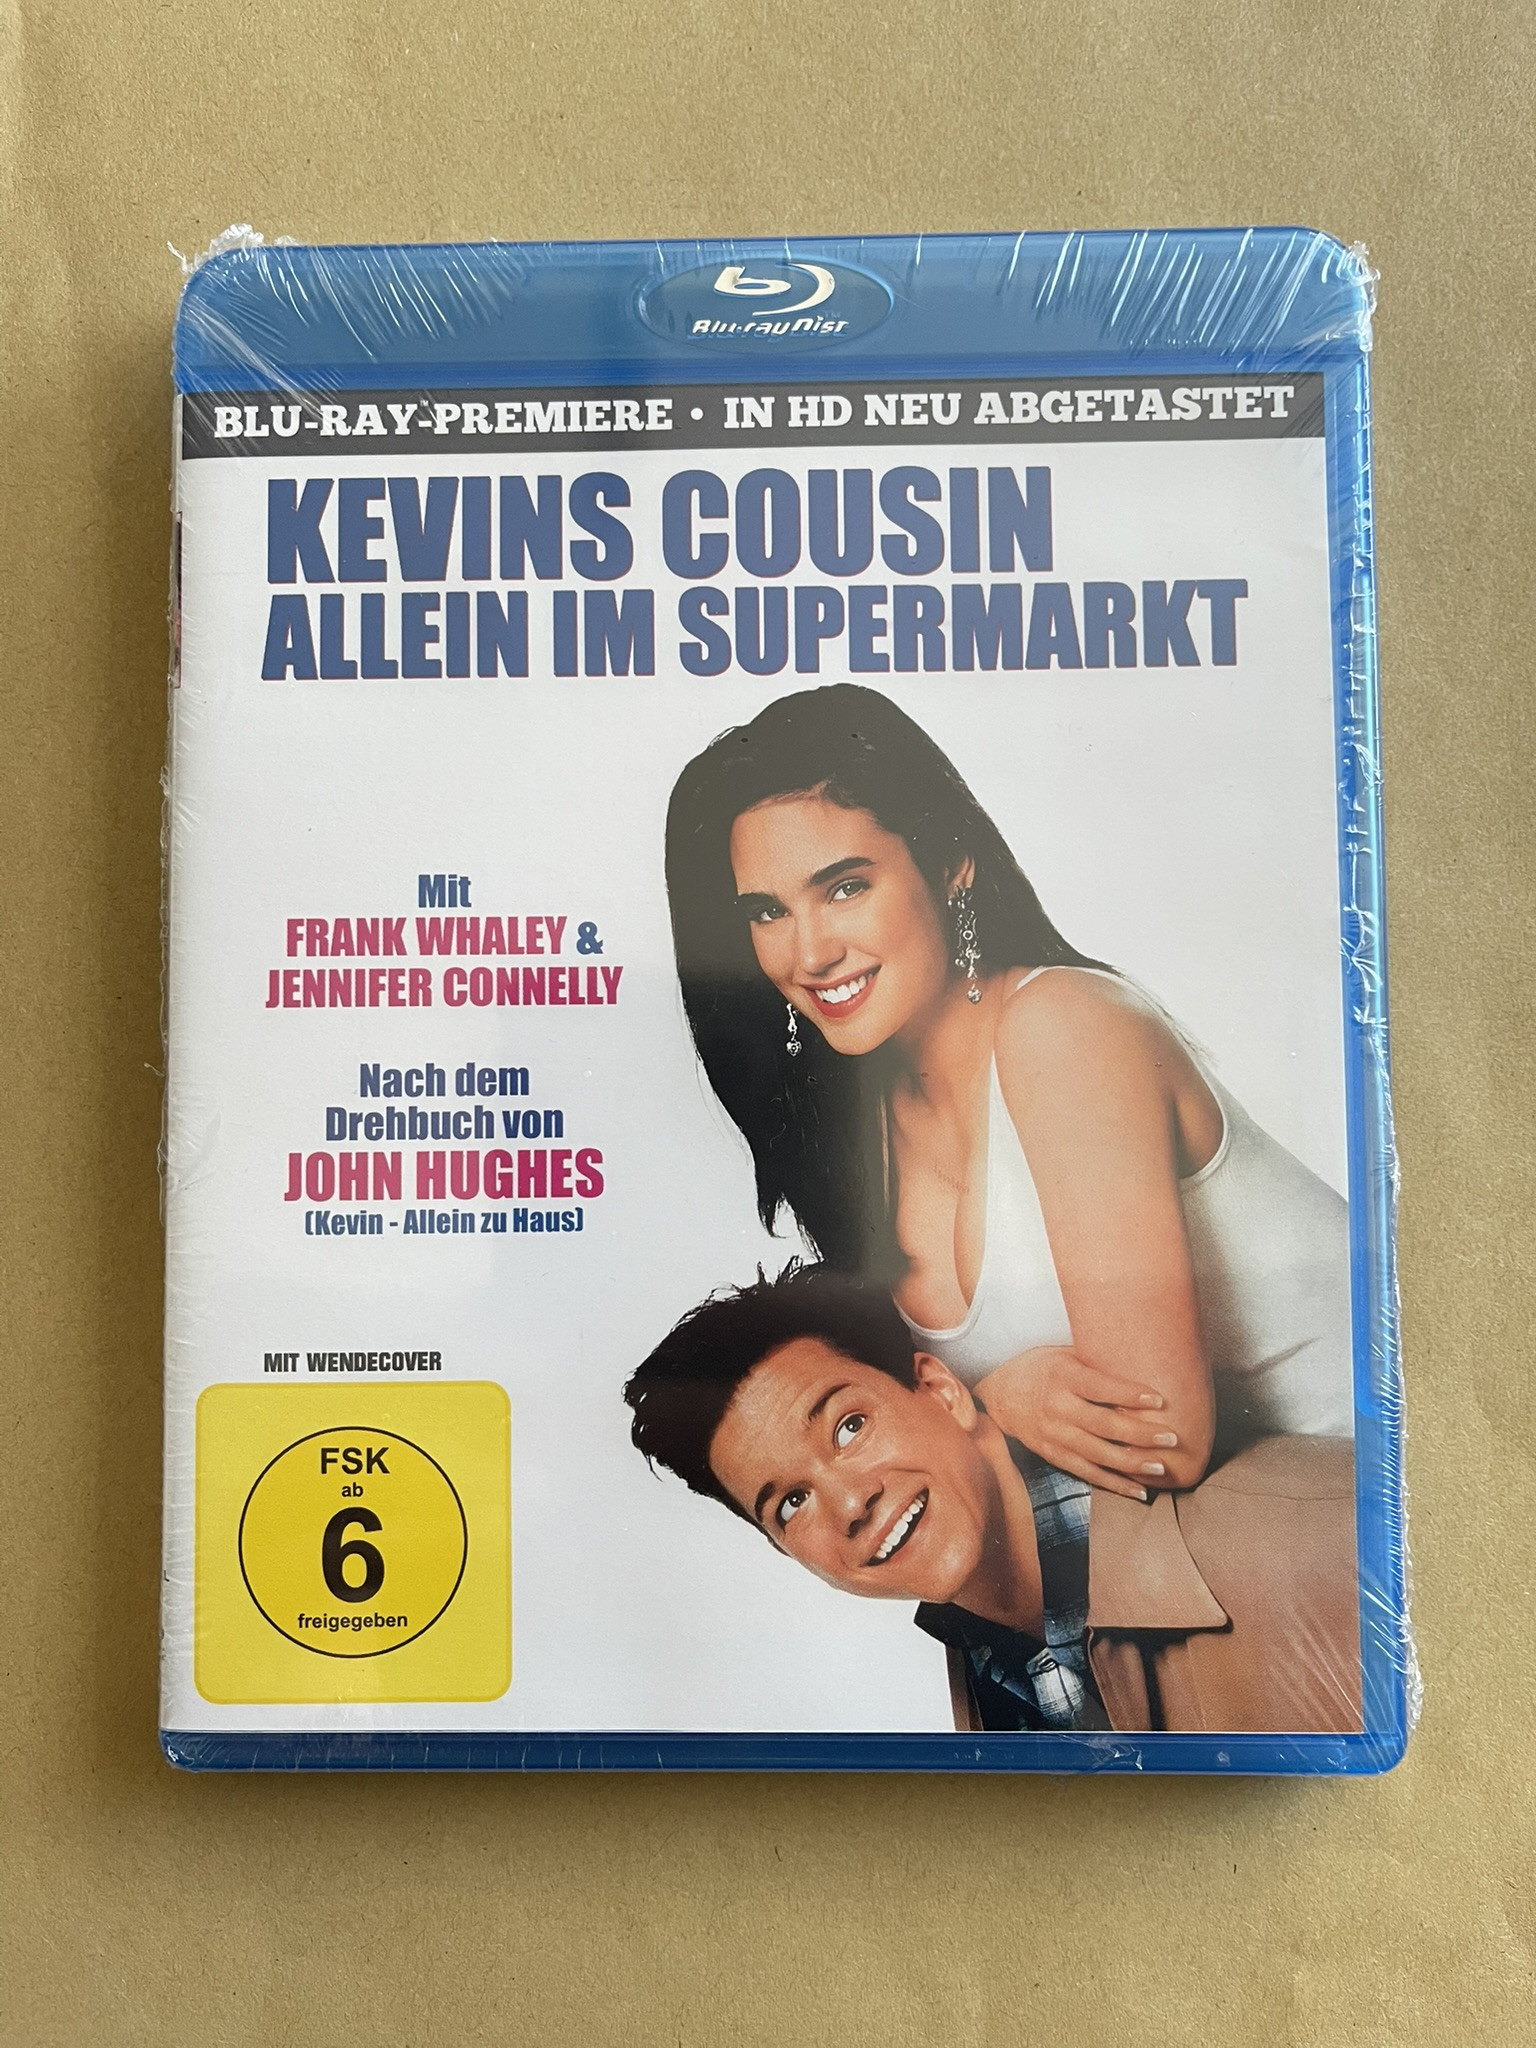 Blu-ray Disc
BLU-RAY™-PREMIERE • IN HD NEU ABGETASTET
KEVINS COUSIN
ALLEIN IM SUPERMARKT
Mit
FRANK WHALEY &
JENNIFER CONNELLY
Nach dem
Drehbuch von
JOHN HUGHES
(Kevin - Allein zu Haus)
MIT WENDECOVER
FSK
ab
6
freigegeben